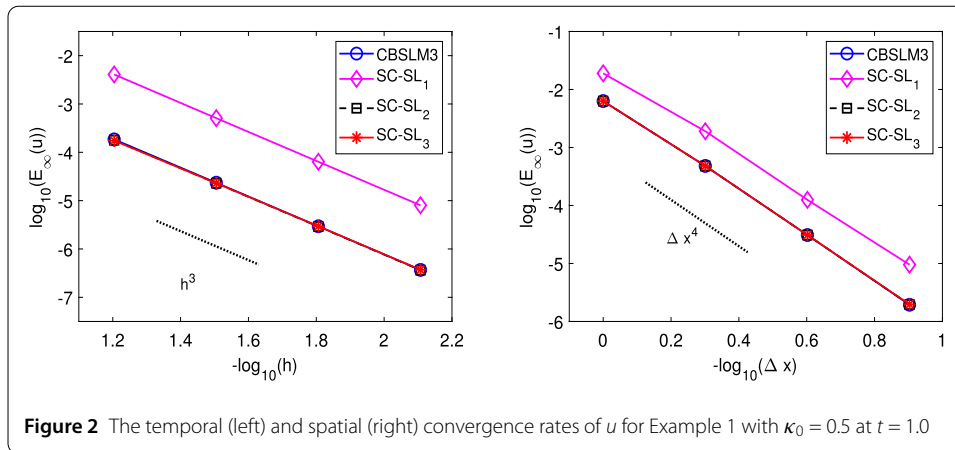 log₁₀(E∞(u))
-2
-3
-4
-5
-6
-7
1.2 1.4 1.6 1.8 2 2.2
-log₁₀(h)
CBSLM3
SC-SL₁
SC-SL₂
SC-SL₃
h³
log₁₀(E∞(u))
-1
-2
-3
-4
-5
-6
0 0.2 0.4 0.6 0.8 1
-log₁₀(Δ x)
CBSLM3
SC-SL₁
SC-SL₂
SC-SL₃
Δ x⁴
Figure 2 The temporal (left) and spatial (right) convergence rates of u for Example 1 with κ₀ = 0.5 at t = 1.0